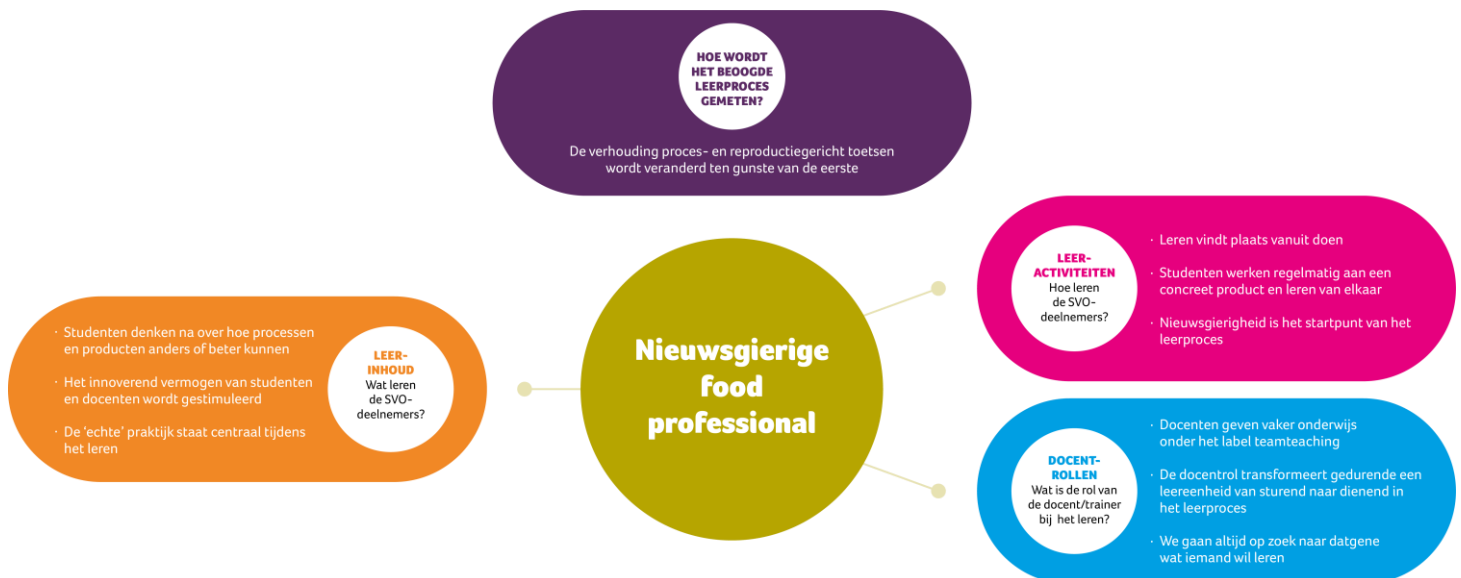 HOE WORDT
HET BEOOGDE
LEERPROCES
GEMETEN?
De verhouding proces- en reproductiegericht toetsen
wordt veranderd ten gunste van de eerste
· Studenten denken na over hoe processen
en producten anders of beter kunnen
· Het innoverend vermogen van studenten
en docenten wordt gestimuleerd
· De 'echte' praktijk staat centraal tijdens
het leren
LEER-
INHOUD
Wat leren
de SVO-
deelnemers?
Nieuwsgierige
food
professional
LEER-
ACTIVITEITEN
Hoe leren
de SVO-
deelnemers?
· Leren vindt plaats vanuit doen
· Studenten werken regelmatig aan een
concreet product en leren van elkaar
· Nieuwsgierigheid is het startpunt van het
leerproces
DOCENT-
ROLLEN
Wat is de rol van
de docent/trainer
bij het leren?
· Docenten geven vaker onderwijs
onder het label teamteaching
· De docentrol transformeert gedurende een
leereenheid van sturend naar dienend in
het leerproces
· We gaan altijd op zoek naar datgene
wat iemand wil leren